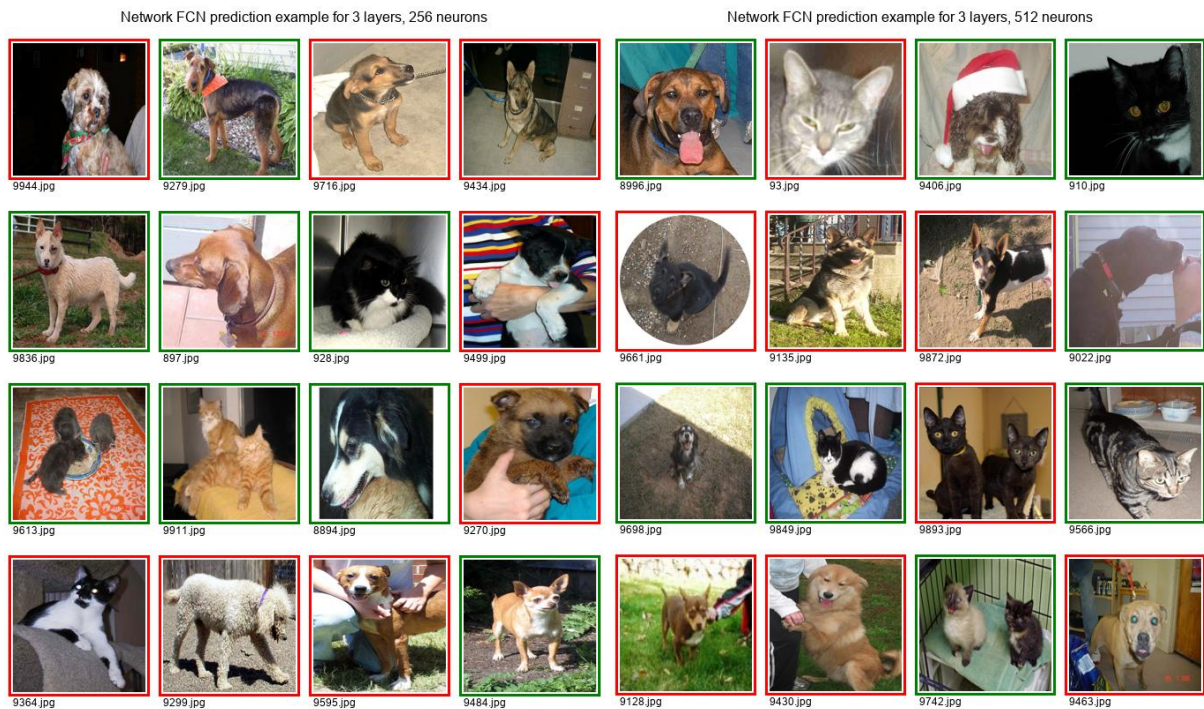 Network FCN prediction example for 3 layers, 256 neurons
9944.jpg
9279.jpg
9716.jpg
9434.jpg
9836.jpg
897.jpg
928.jpg
9499.jpg
9613.jpg
9911.jpg
8894.jpg
9270.jpg
9364.jpg
9299.jpg
9595.jpg
9484.jpg
Network FCN prediction example for 3 layers, 512 neurons
8996.jpg
93.jpg
9406.jpg
910.jpg
9661.jpg
9135.jpg
9872.jpg
9022.jpg
9698.jpg
9849.jpg
9893.jpg
9566.jpg
9128.jpg
9430.jpg
9742.jpg
9463.jpg